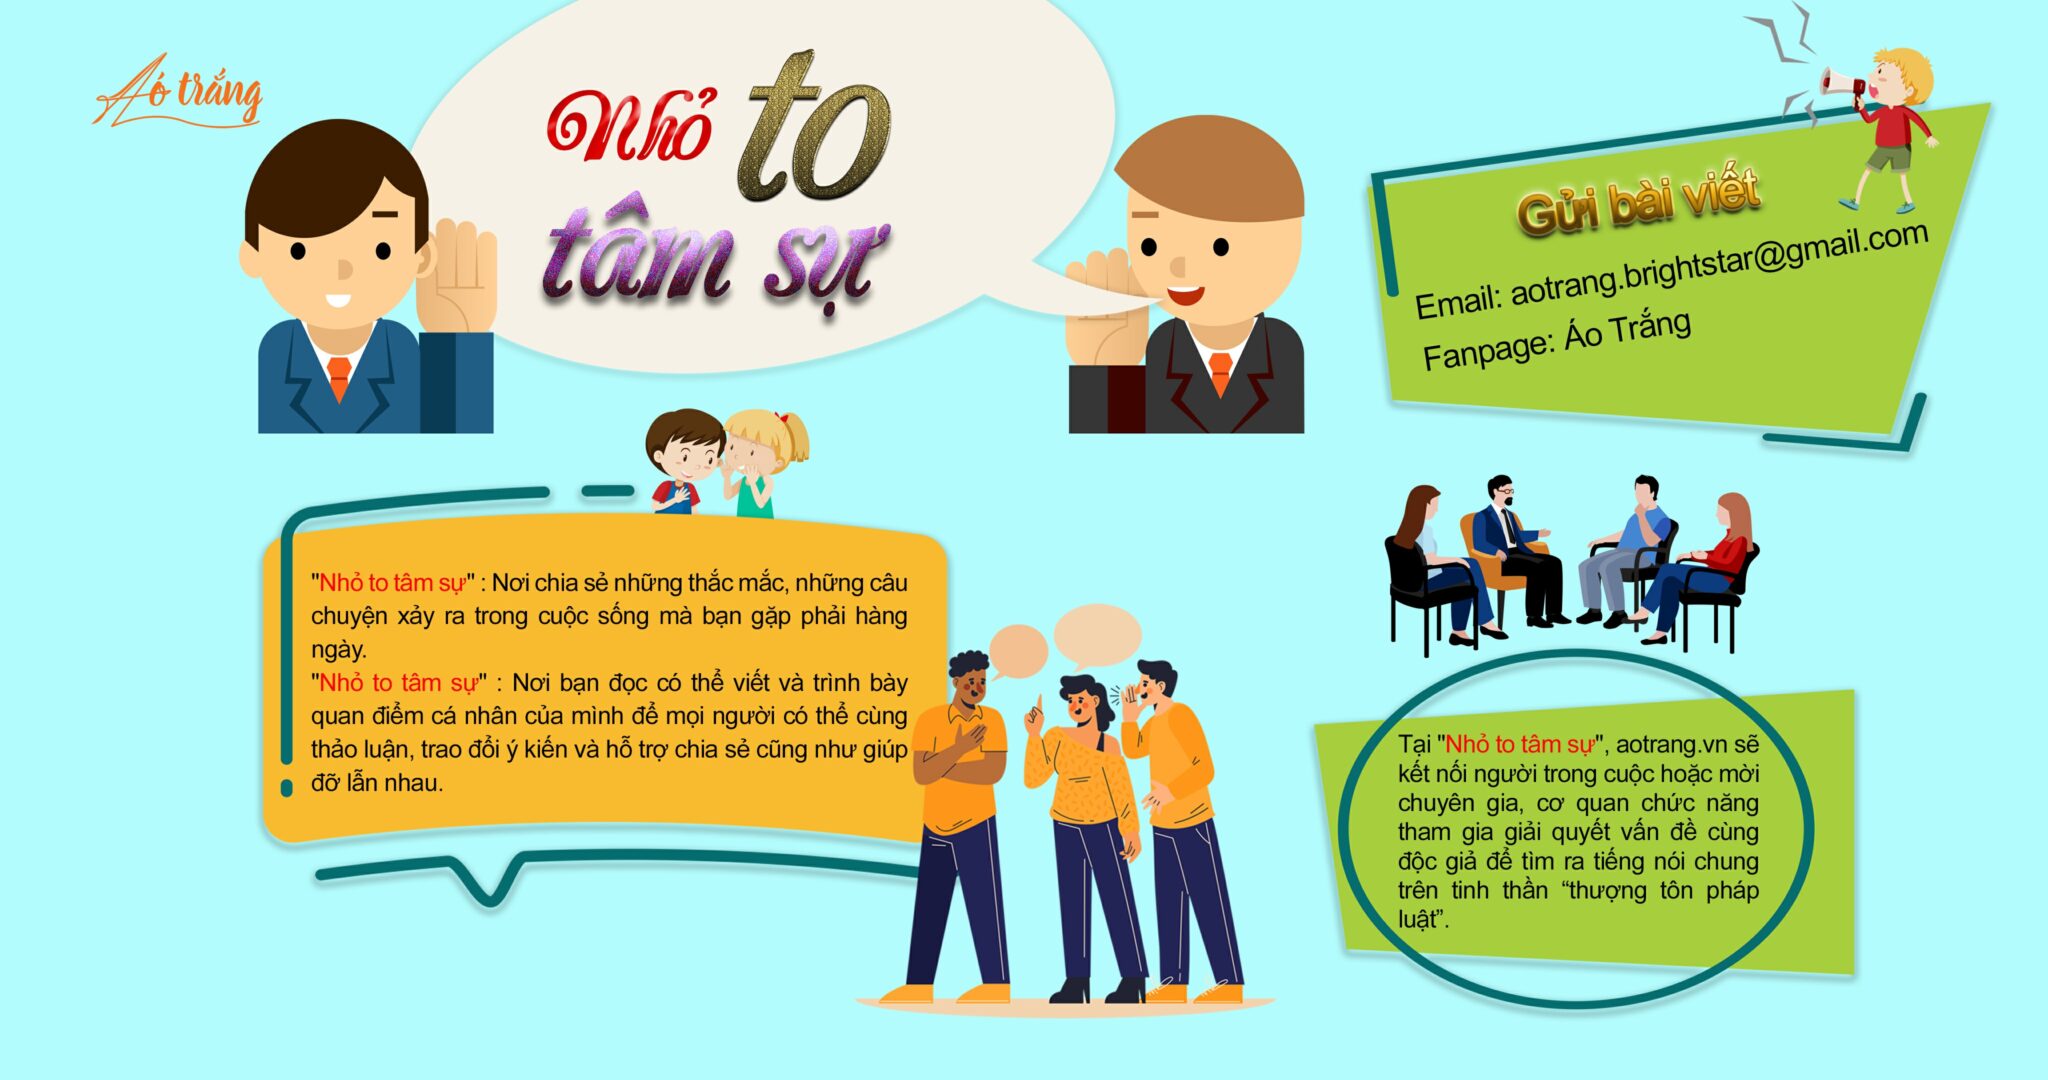 Áo trắng
Nhỏ to
tâm sự
Gửi bài viết
Email: aotrang.brightstar@gmail.com
Fanpage: Áo Trắng
"Nhỏ to tâm sự" : Nơi chia sẻ những thắc mắc, những câu
chuyện xảy ra trong cuộc sống mà bạn gặp phải hàng
ngày.
"Nhỏ to tâm sự" : Nơi bạn đọc có thể viết và trình bày
quan điểm cá nhân của mình để mọi người có thể cùng
thảo luận, trao đổi ý kiến và hỗ trợ chia sẻ cũng như giúp
đỡ lẫn nhau.
Tại "Nhỏ to tâm sự", aotrang.vn sẽ
kết nối người trong cuộc hoặc mời
chuyên gia, cơ quan chức năng
tham gia giải quyết vấn đề cùng
độc giả để tìm ra tiếng nói chung
trên tinh thần “thượng tôn pháp
luật”.